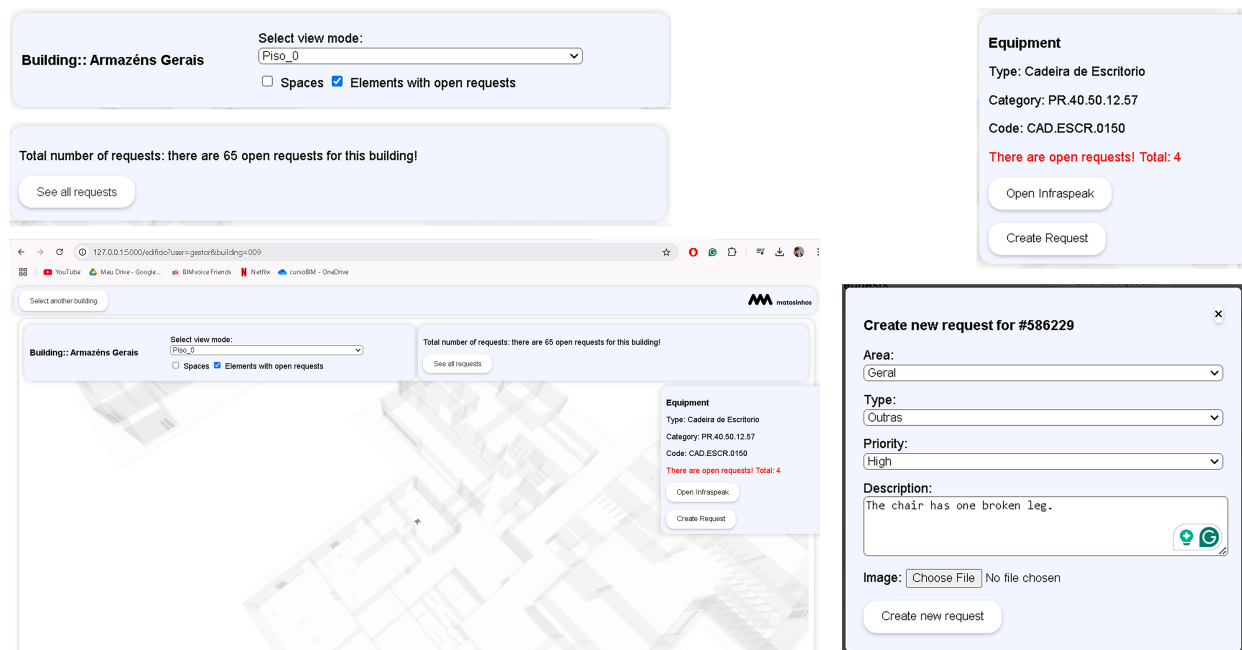 Building:: Armazéns Gerais
Select view mode:
Piso_0
Spaces Elements with open requests
Total number of requests: there are 65 open requests for this building!
See all requests
Equipment
Type: Cadeira de Escritorio
Category: PR.40.50.12.57
Code: CAD.ESCR.0150
There are open requests! Total: 4
Open Infraspeak
Create Request
127.0.0.1:5000/edificio?user=gestor&building=009
YouTube Meu Drive - Google... BIMvoice Friends Netflix cursoBIM - OneDrive
Select another building
matosinhos
Building:: Armazéns Gerais
Select view mode:
Piso_0
Spaces Elements with open requests
Total number of requests: there are 65 open requests for this building!
See all requests
Equipment
Type: Cadeira de Escritorio
Category: PR.40.50.12.57
Code: CAD.ESCR.0150
There are open requests! Total: 4
Open Infraspeak
Create Request
Create new request for #586229
Area:
Geral
Type:
Outras
Priority:
High
Description:
The chair has one broken leg.
Image: Choose File No file chosen
Create new request